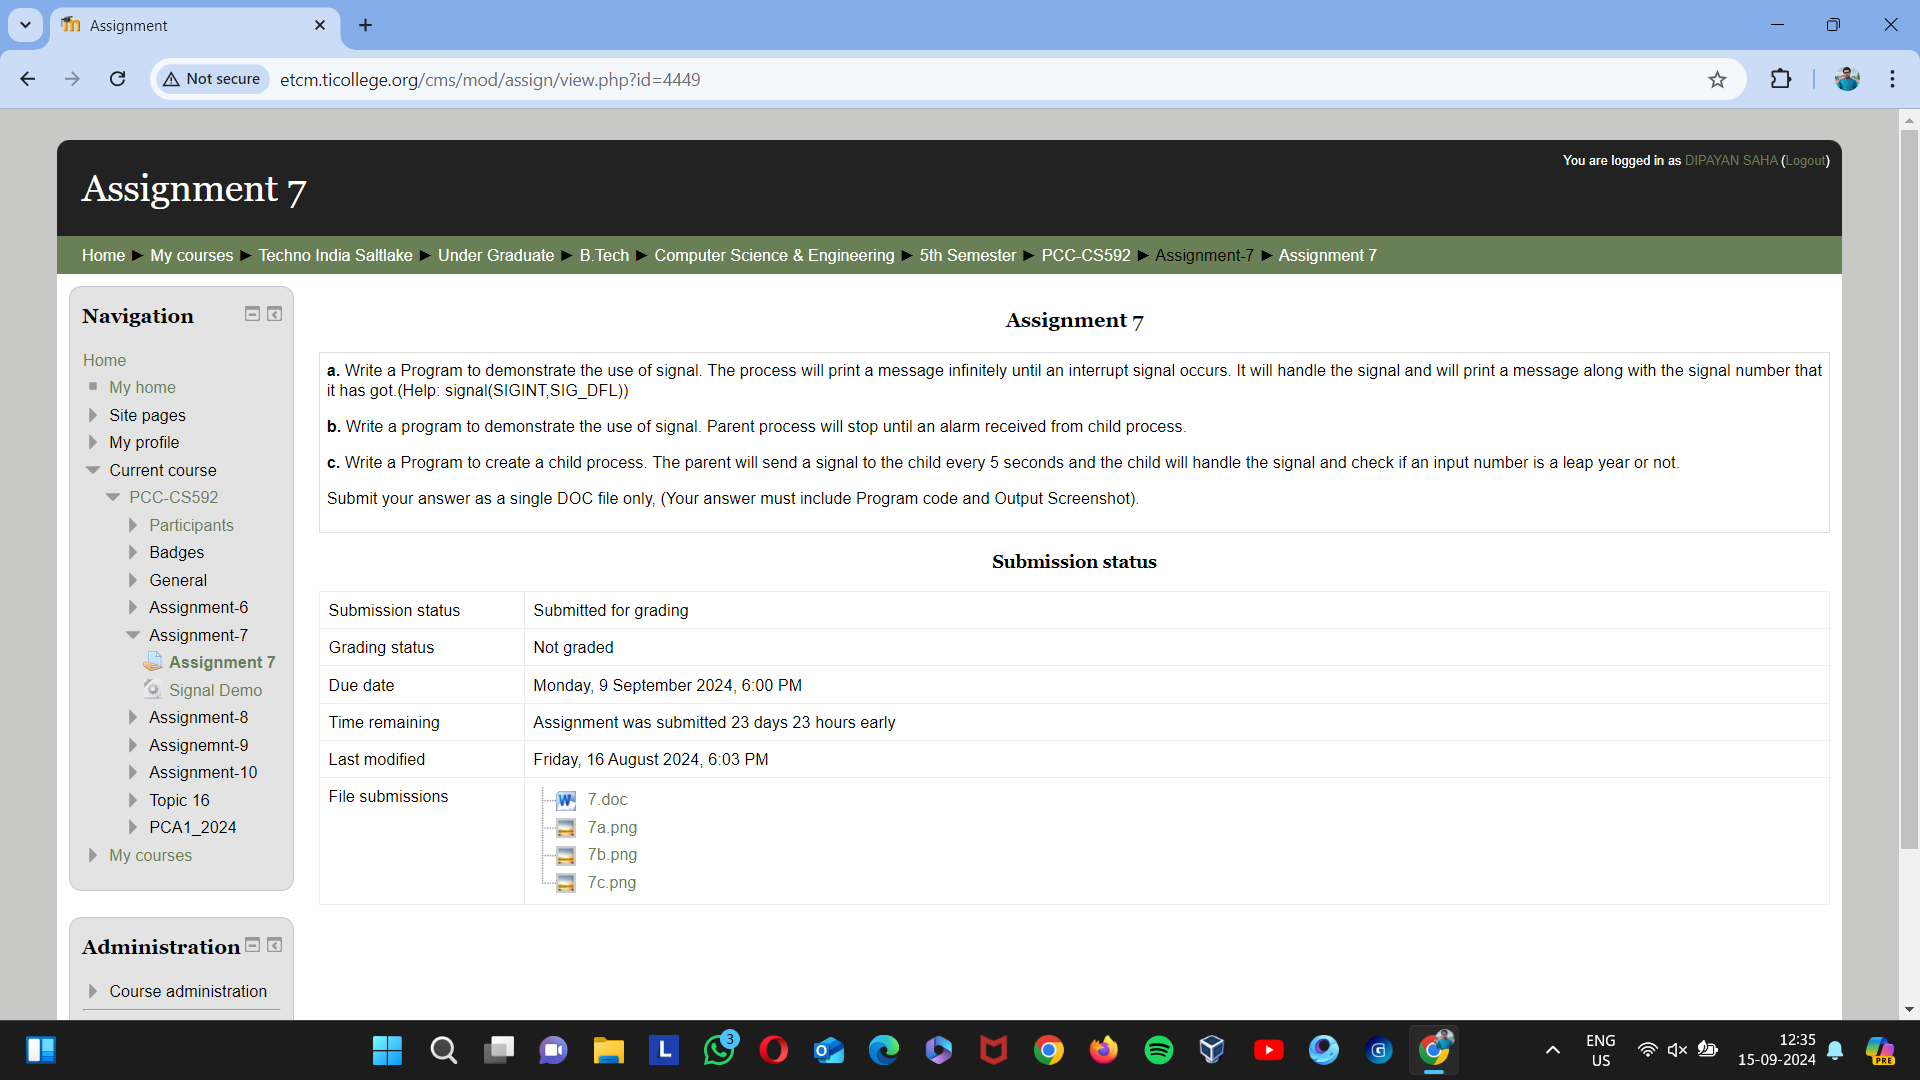 Assignment
Not secure
etcm.ticollege.org/cms/mod/assign/view.php?id=4449
You are logged in as DIPAYAN SAHA (Logout)
Assignment 7
Home ► My courses ► Techno India Saltlake ► Under Graduate ► B.Tech ► Computer Science & Engineering ► 5th Semester ► PCC-CS592 ► Assignment-7 ► Assignment 7
Navigation
Home
My home
Site pages
My profile
Current course
PCC-CS592
Participants
Badges
General
Assignment-6
Assignment-7
Assignment 7
Signal Demo
Assignment-8
Assignemnt-9
Assignment-10
Topic 16
PCA1_2024
My courses
Administration
Course administration
Assignment 7
a. Write a Program to demonstrate the use of signal. The process will print a message infinitely until an interrupt signal occurs. It will handle the signal and will print a message along with the signal number that
it has got.(Help: signal(SIGINT,SIG_DFL))
b. Write a program to demonstrate the use of signal. Parent process will stop until an alarm received from child process.
c. Write a Program to create a child process. The parent will send a signal to the child every 5 seconds and the child will handle the signal and check if an input number is a leap year or not.
Submit your answer as a single DOC file only, (Your answer must include Program code and Output Screenshot).
Submission status
Submission status Submitted for grading
Grading status Not graded
Due date Monday, 9 September 2024, 6:00 PM
Time remaining Assignment was submitted 23 days 23 hours early
Last modified Friday, 16 August 2024, 6:03 PM
File submissions 7.doc
7a.png
7b.png
7c.png
L
3
G
ENG
US
12:35
15-09-2024
PRE